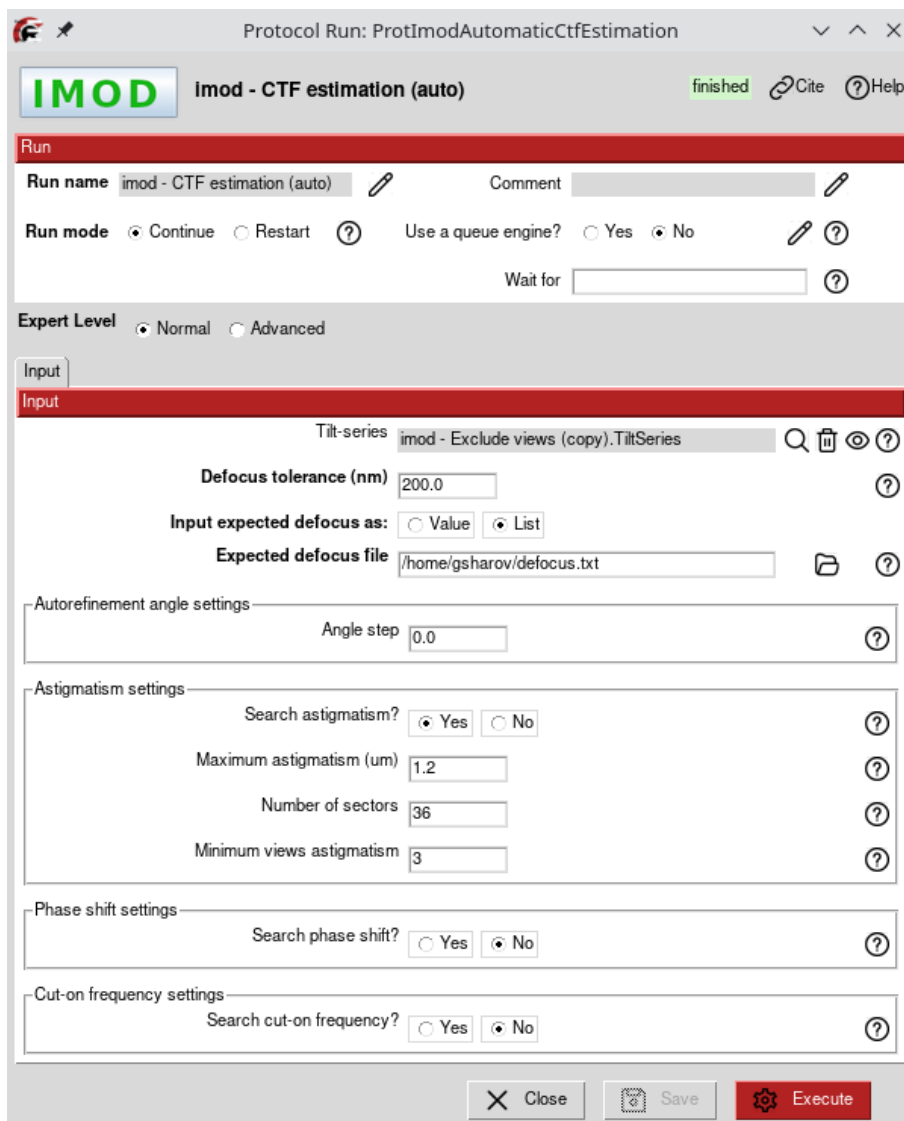 Protocol Run: ProtImodAutomaticCtfEstimation
IMOD imod - CTF estimation (auto) finished Cite ?Help
Run
Run name imod - CTF estimation (auto) Comment
Run mode Continue Restart ? Use a queue engine? Yes No ?
Wait for ?
Expert Level Normal Advanced
Input
Input
Tilt-series imod - Exclude views (copy).TiltSeries ?
Defocus tolerance (nm) 200.0 ?
Input expected defocus as: Value List
Expected defocus file /home/gsharov/defocus.txt ?
Autorefinement angle settings
Angle step 0.0 ?
Astigmatism settings
Search astigmatism? Yes No ?
Maximum astigmatism (um) 1.2 ?
Number of sectors 36 ?
Minimum views astigmatism 3 ?
Phase shift settings
Search phase shift? Yes No ?
Cut-on frequency settings
Search cut-on frequency? Yes No ?
Close Save Execute